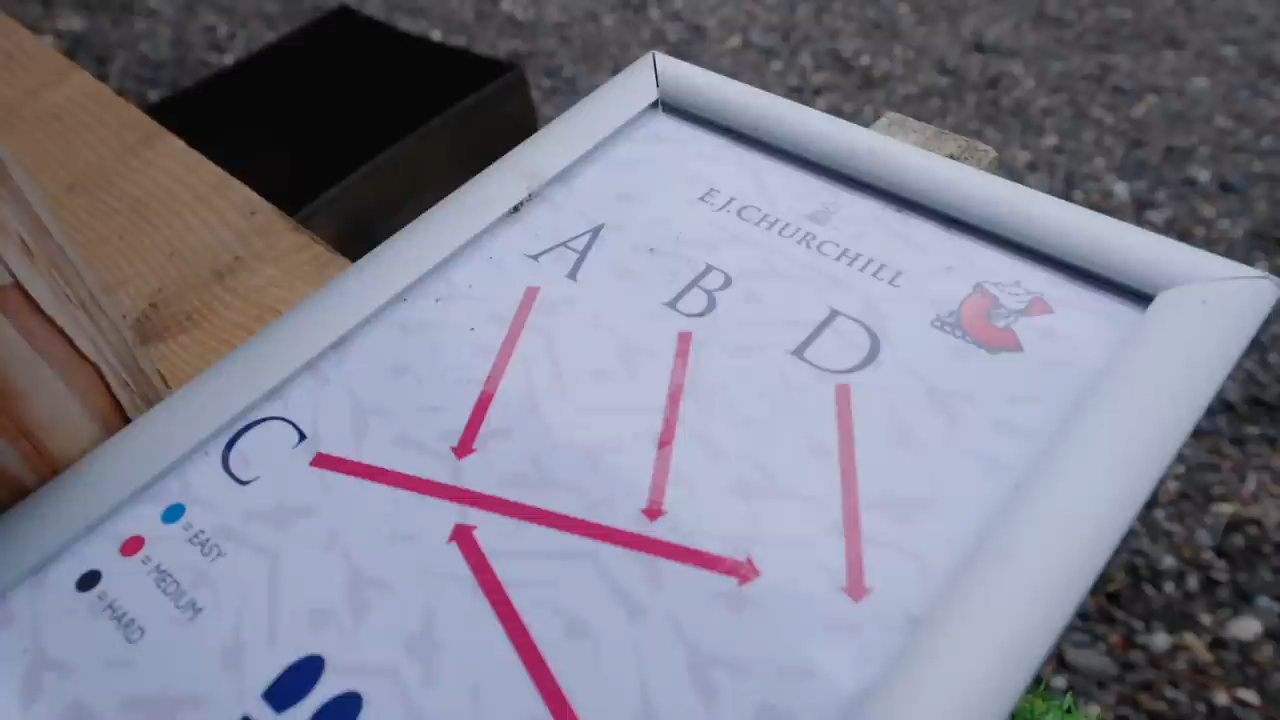 E.J.CHURCHILL
A
B
D
C
= EASY
= MEDIUM
= HARD